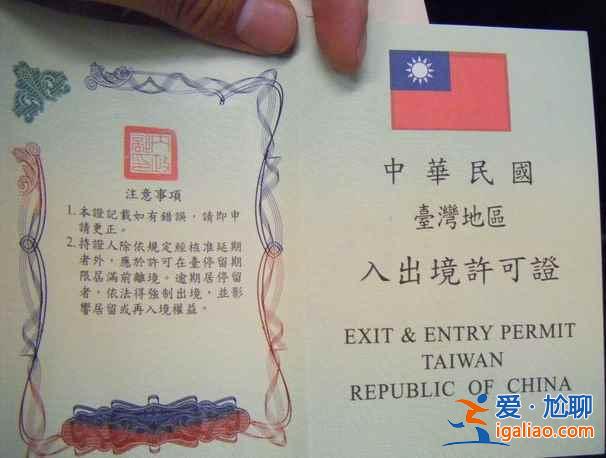 注意事項
1. 本證記載如有錯誤，請即申
請更正。
2. 持證人除依規定經核准延期
者外，應於許可在臺停留期
限屆滿前離境。逾期居停留
者，依法得強制出境，並影
響居留或再入境權益。
中華民國
臺灣地區
入出境許可證
EXIT & ENTRY PERMIT
TAIWAN
REPUBLIC OF CHINA
爱·尬聊
igaliao.com